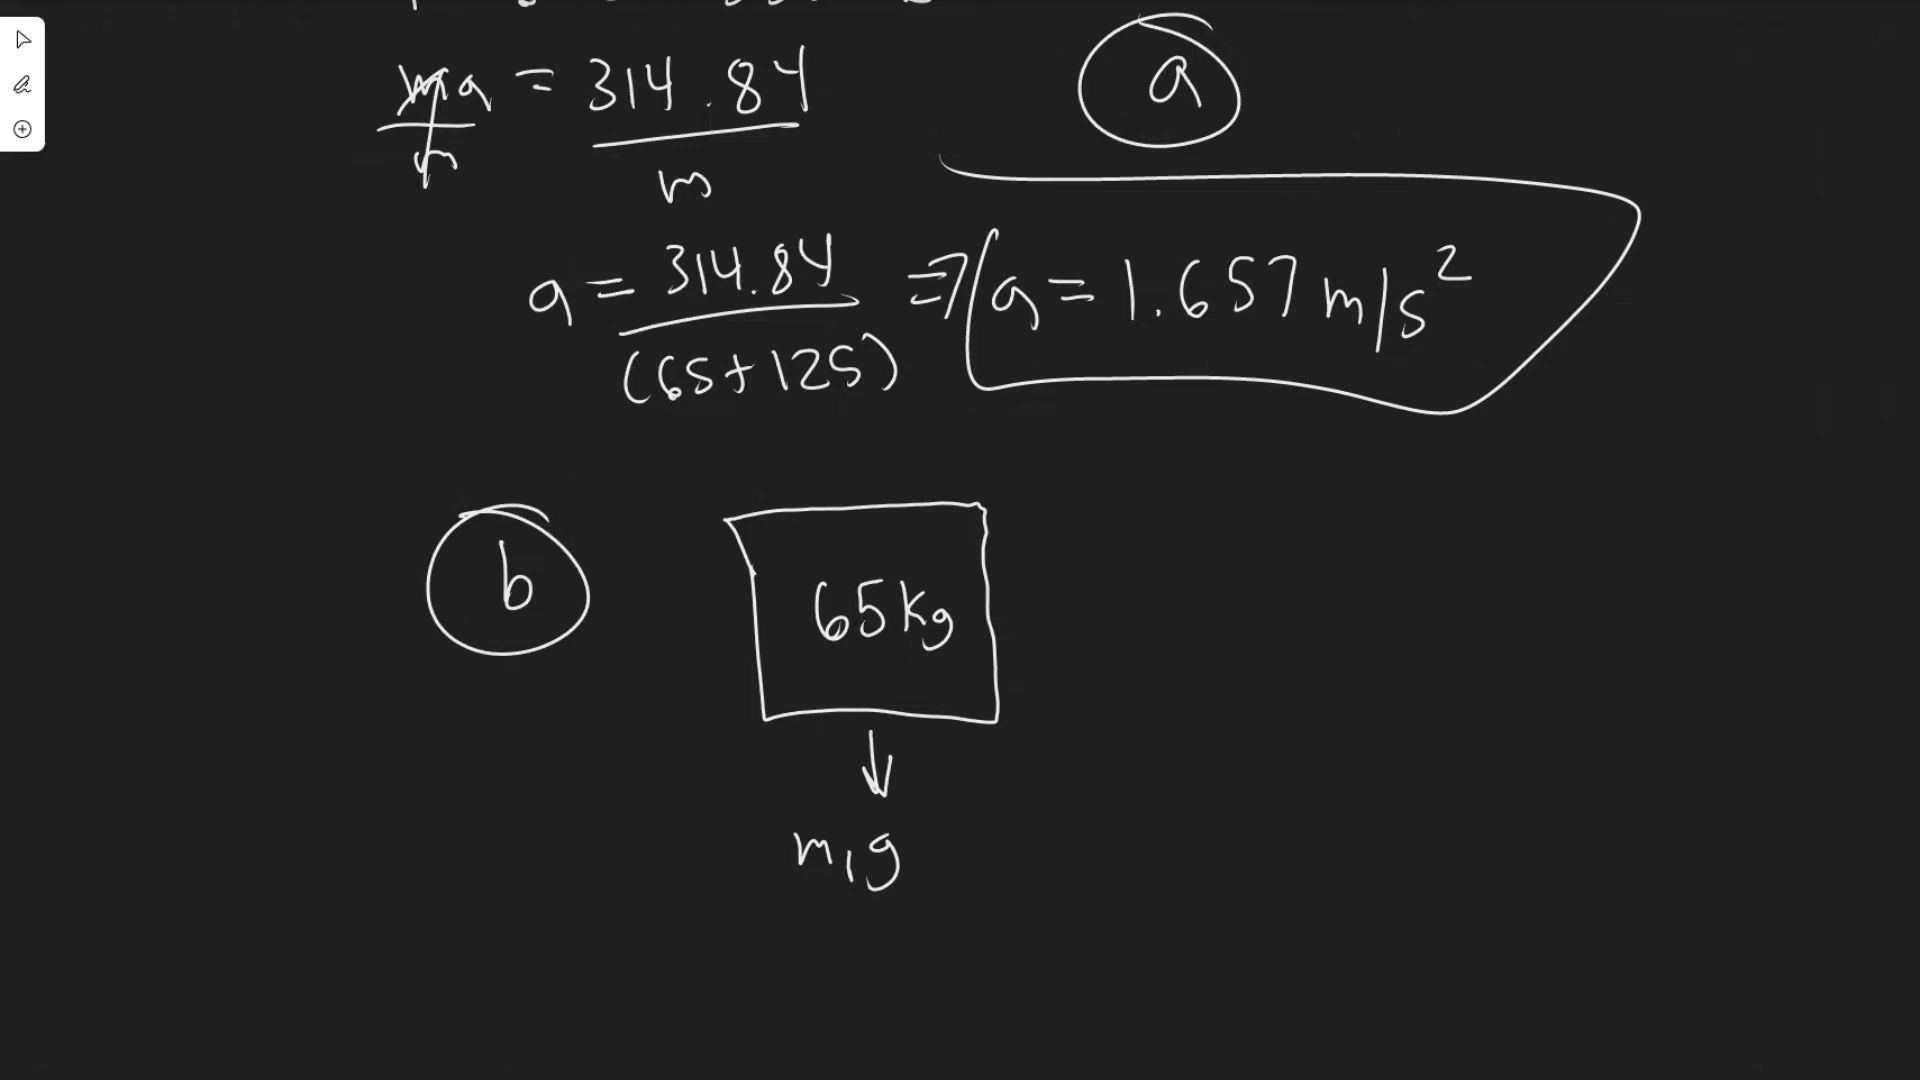 a
ma = 314.84
m m
a = 314.84 => a = 1.657 m/s²
(65+125)
b
65kg
m₁g